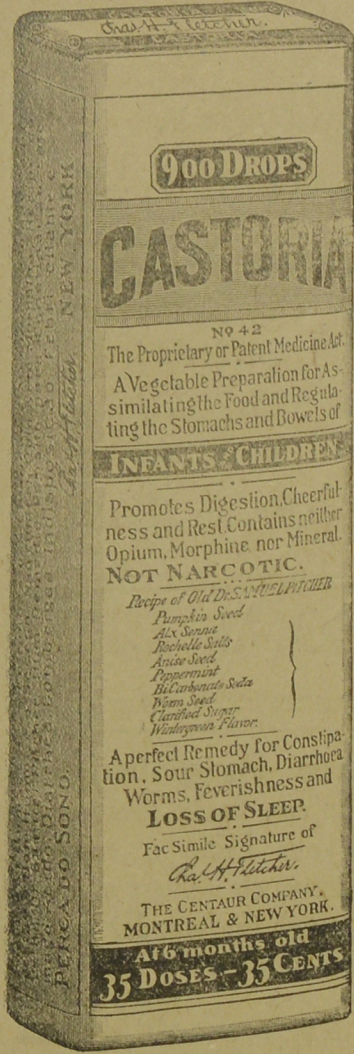 Chas. H. Fletcher.
900 DROPS
CASTORIA
Nº 42
The Proprietary or Patent Medicine Act.
A Vegetable Preparation for As-
similating the Food and Regula-
ting the Stomachs and Bowels of
INFANTS & CHILDREN
Promotes Digestion, Cheerful-
ness and Rest. Contains neither
Opium, Morphine nor Mineral.
NOT NARCOTIC.
Recipe of Old Dr. SAMUEL PITCHER
Pumpkin Seed
Alx Senna
Rochelle Salts
Anise Seed
Peppermint
Bi Carbonate Soda
Worm Seed
Clarified Sugar
Wintergreen Flavor.
A perfect Remedy for Constipa-
tion, Sour Stomach, Diarrhoea
Worms, Feverishness and
LOSS OF SLEEP.
Fac Simile Signature of
Chas. H. Fletcher.
THE CENTAUR COMPANY.
MONTREAL & NEW YORK.
At 6 months old
35 DOSES – 35 CENTS
NEW YORK
PERCA DO SONO.